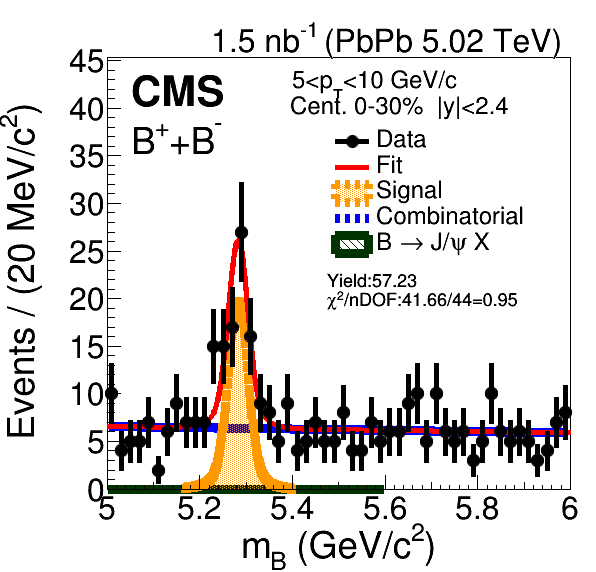 1.5 nb⁻¹ (PbPb 5.02 TeV)
CMS
B⁺+B⁻
5<p_T<10 GeV/c
Cent. 0-30% |y|<2.4
Data
Fit
Signal
Combinatorial
B → J/ψ X
Yield:57.23
χ²/nDOF:41.66/44=0.95
Events / (20 MeV/c²)
45
40
35
30
25
20
15
10
5
0
5 5.2 5.4 5.6 5.8 6
m_B (GeV/c²)